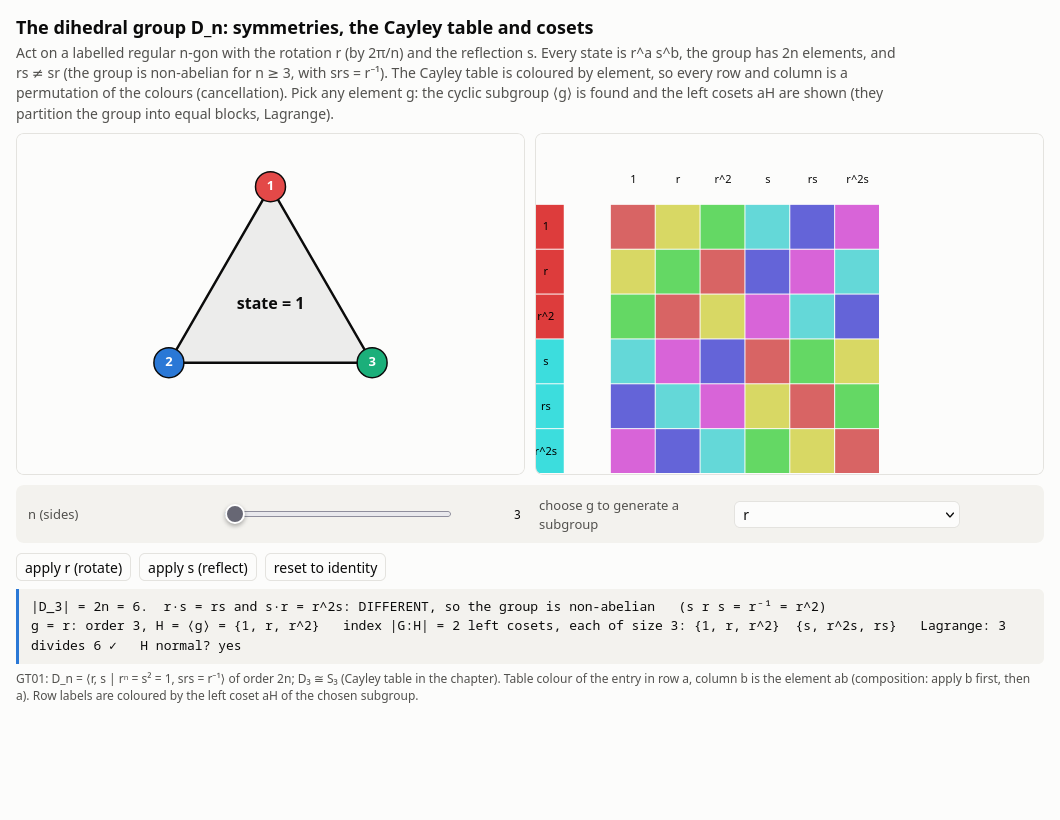 The dihedral group D_n: symmetries, the Cayley table and cosets
Act on a labelled regular n-gon with the rotation r (by 2π/n) and the reflection s. Every state is r^a s^b, the group has 2n elements, and
rs ≠ sr (the group is non-abelian for n ≥ 3, with srs = r⁻¹). The Cayley table is coloured by element, so every row and column is a
permutation of the colours (cancellation). Pick any element g: the cyclic subgroup ⟨g⟩ is found and the left cosets aH are shown (they
partition the group into equal blocks, Lagrange).
1
state = 1
2 3
1 r r^2 s rs r^2s
1
r
r^2
s
rs
r^2s
n (sides) 3 choose g to generate a
subgroup
r
apply r (rotate) apply s (reflect) reset to identity
|D_3| = 2n = 6.  r·s = rs and s·r = r^2s: DIFFERENT, so the group is non-abelian   (s r s = r⁻¹ = r^2)
g = r: order 3, H = ⟨g⟩ = {1, r, r^2}   index |G:H| = 2 left cosets, each of size 3: {1, r, r^2}  {s, r^2s, rs}   Lagrange: 3
divides 6 ✓   H normal? yes
GT01: D_n = ⟨r, s | rⁿ = s² = 1, srs = r⁻¹⟩ of order 2n; D₃ ≅ S₃ (Cayley table in the chapter). Table colour of the entry in row a, column b is the element ab (composition: apply b first, then
a). Row labels are coloured by the left coset aH of the chosen subgroup.